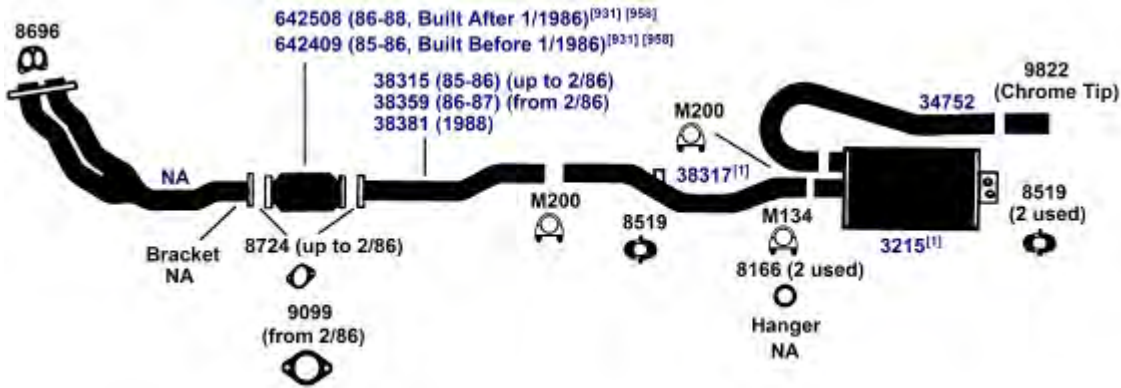 642508 (86-88, Built After 1/1986)[931] [958]
642409 (85-86, Built Before 1/1986)[931] [958]
8696
38315 (85-86) (up to 2/86)
38359 (86-87) (from 2/86)
38381 (1988)
9822
(Chrome Tip)
34752
M200
NA
38317[1]
M200
8519
M134
8519
(2 used)
3215[1]
Bracket
NA
8724 (up to 2/86)
8166 (2 used)
9099
(from 2/86)
Hanger
NA